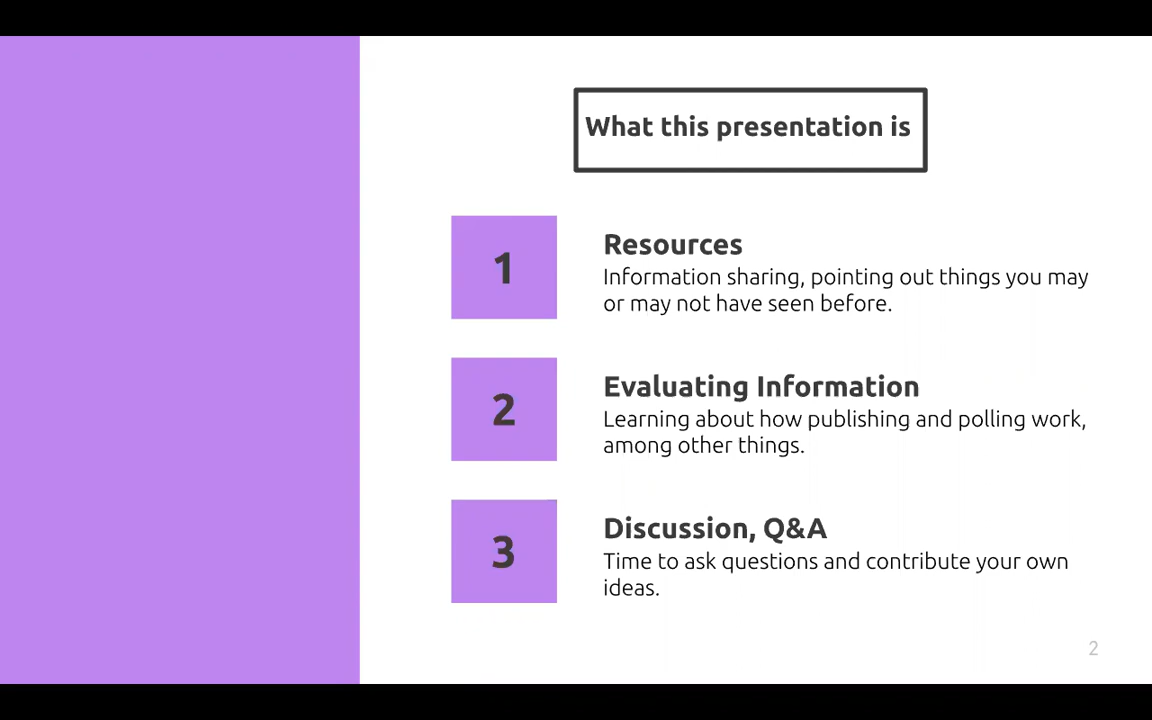 What this presentation is
1
Resources
Information sharing, pointing out things you may
or may not have seen before.
2
Evaluating Information
Learning about how publishing and polling work,
among other things.
3
Discussion, Q&A
Time to ask questions and contribute your own
ideas.
2